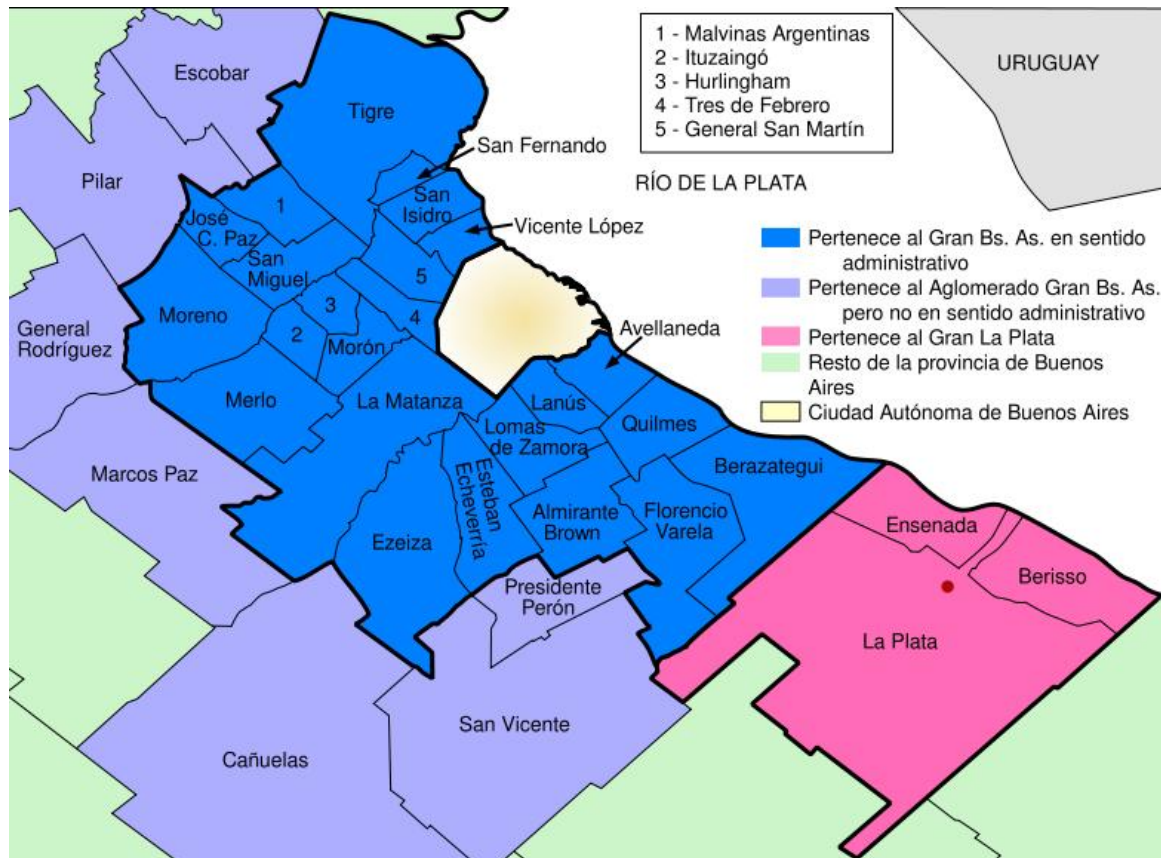 1 - Malvinas Argentinas
2 - Ituzaingó
3 - Hurlingham
4 - Tres de Febrero
5 - General San Martín
URUGUAY
Escobar
Tigre
San Fernando
Pilar
RÍO DE LA PLATA
San
Isidro
José
C. Paz
1
Vicente López
San
Miguel
5
Pertenece al Gran Bs. As. en sentido
administrativo
Pertenece al Aglomerado Gran Bs. As.
pero no en sentido administrativo
Pertenece al Gran La Plata
Resto de la provincia de Buenos
Aires
Ciudad Autónoma de Buenos Aires
General
Rodríguez
Moreno
3
4
2
Morón
Avellaneda
Merlo
La Matanza
Lanús
Lomas
de Zamora
Quilmes
Marcos Paz
Esteban
Echeverría
Berazategui
Ezeiza
Almirante
Brown
Florencio
Varela
Ensenada
Berisso
Presidente
Perón
La Plata
San Vicente
Cañuelas